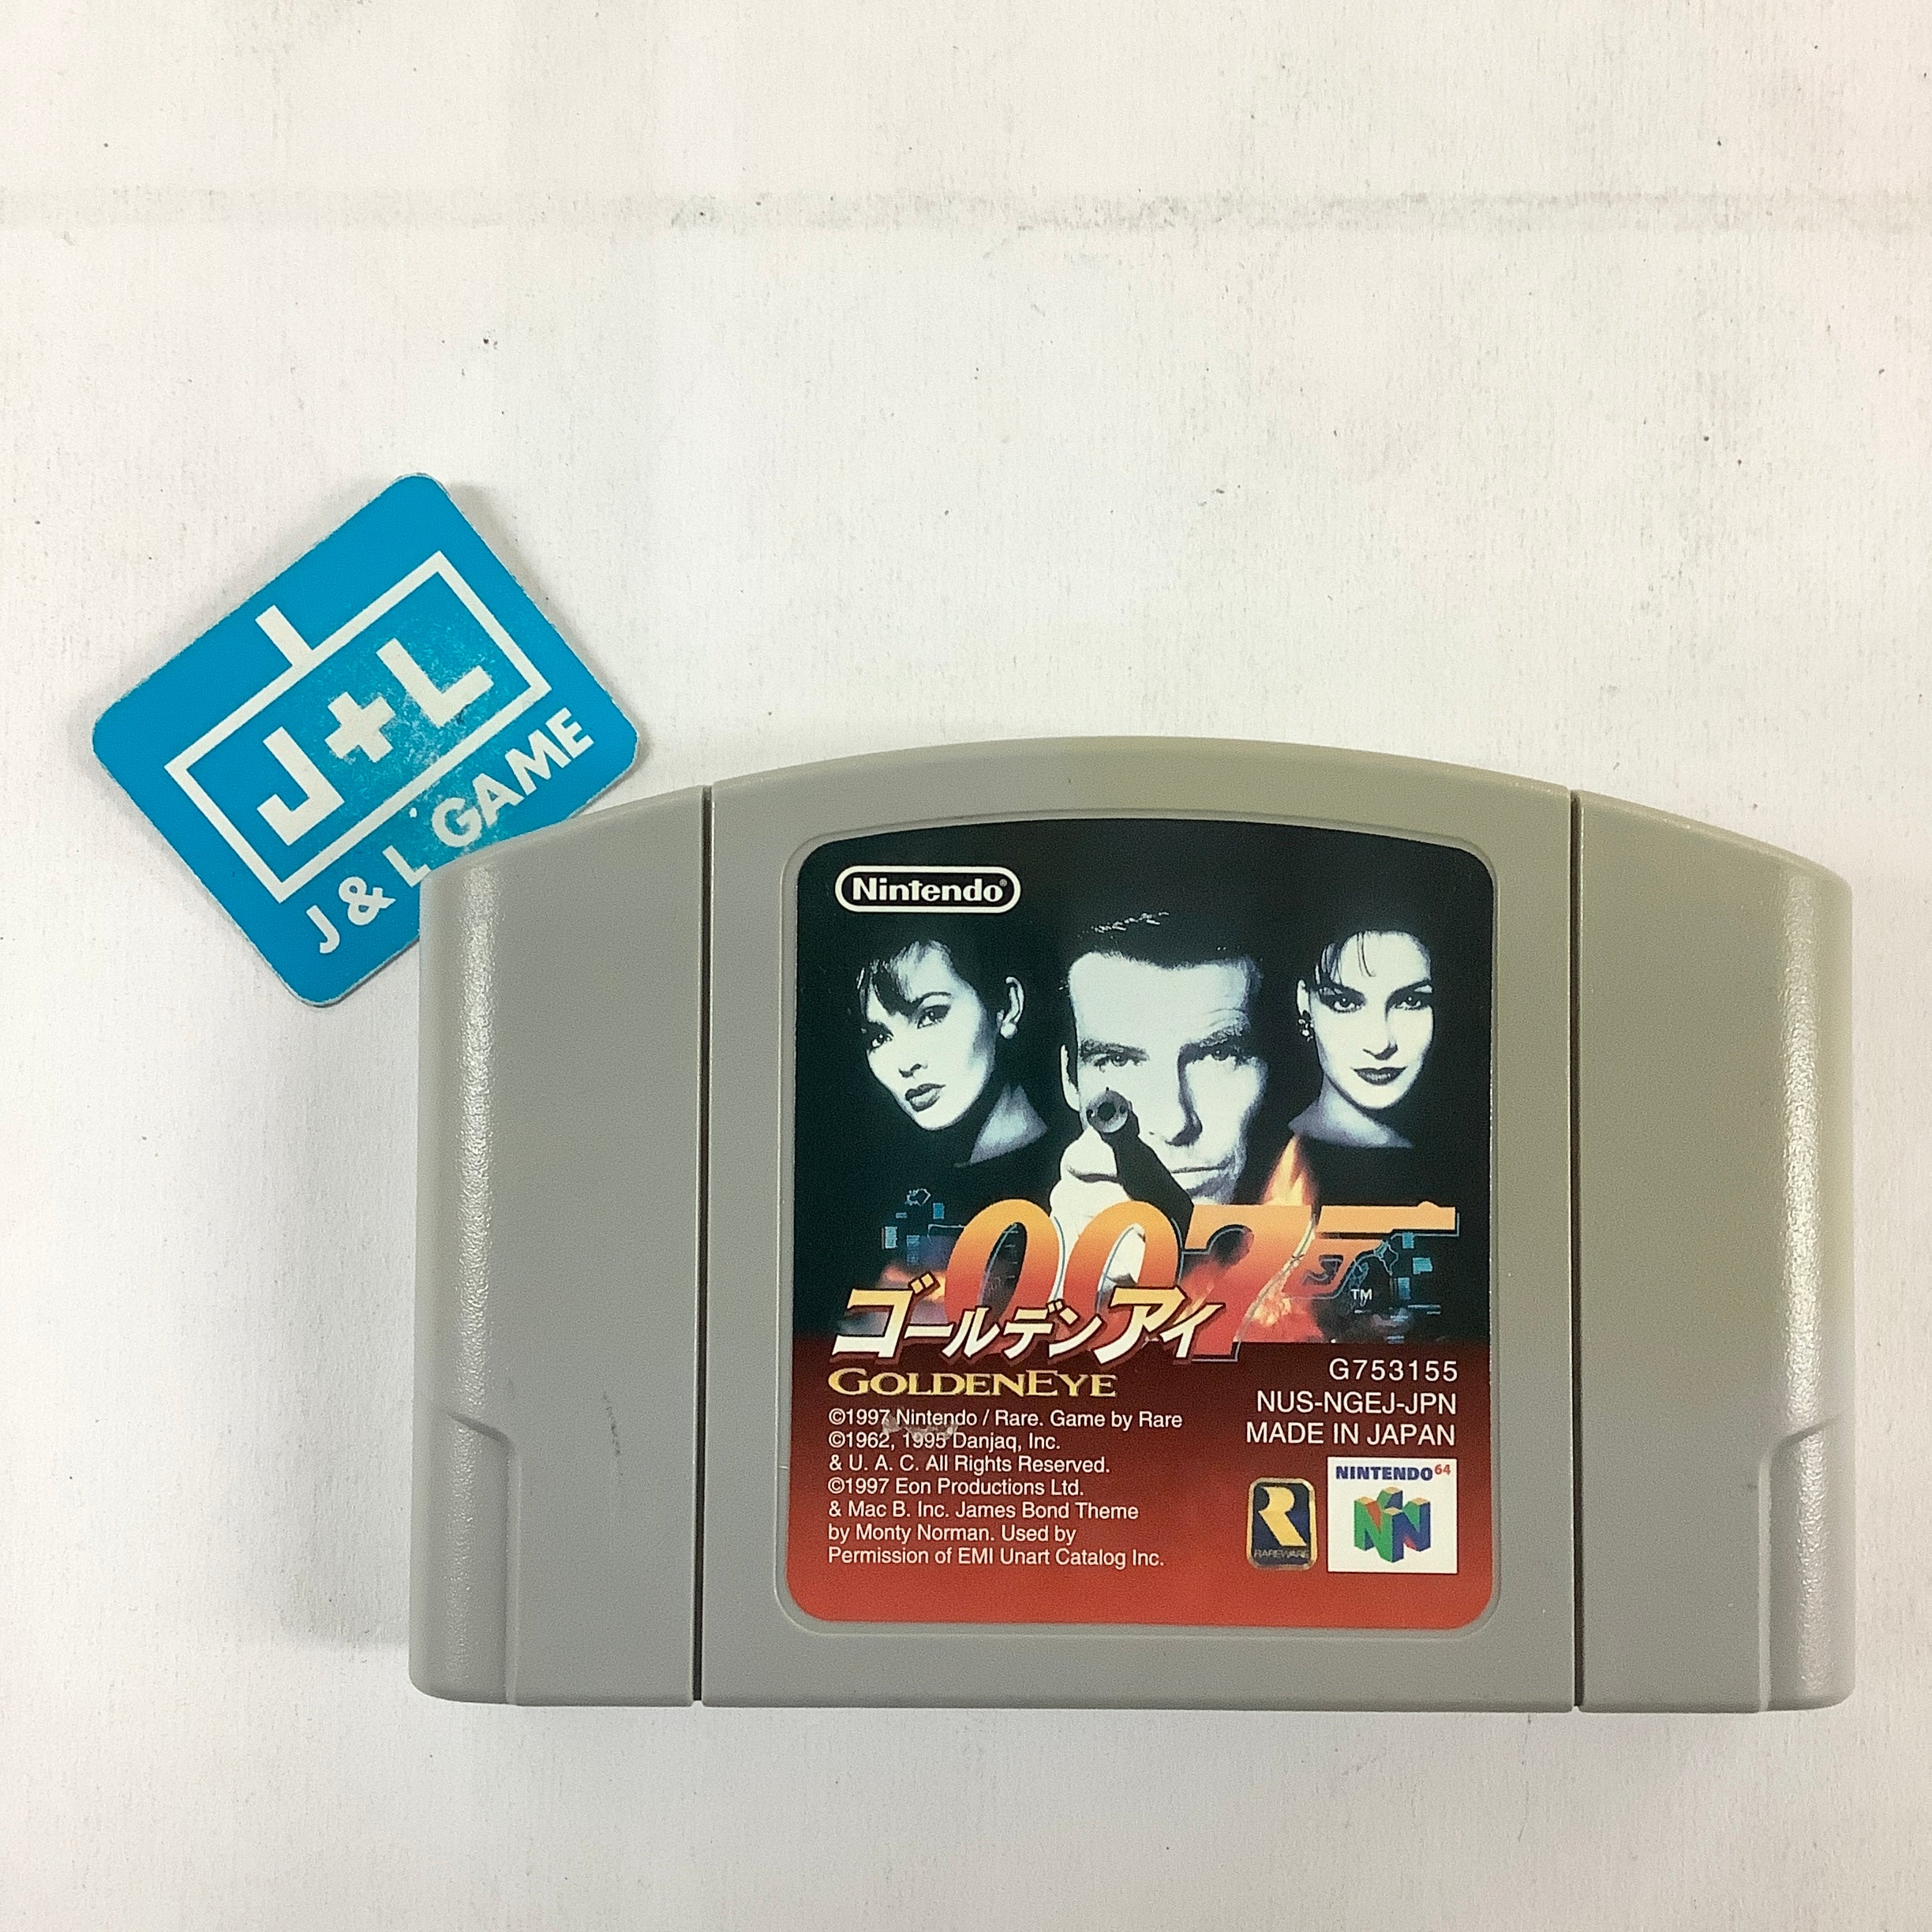 J+L
J & L GAME
Nintendo®
007
TM
ゴールデンアイ
GOLDENEYE
G753155
NUS-NGEJ-JPN
MADE IN JAPAN
©1997 Nintendo / Rare. Game by Rare
©1962, 1995 Danjaq, Inc.
& U. A. C. All Rights Reserved.
©1997 Eon Productions Ltd.
& Mac B. Inc. James Bond Theme
by Monty Norman. Used by
Permission of EMI Unart Catalog Inc.
R
RAREWARE
NINTENDO64